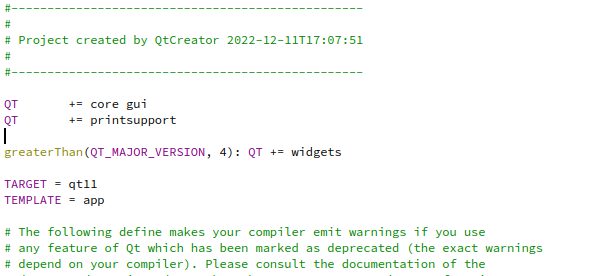 #-------------------------------------------------
#
# Project created by QtCreator 2022-12-11T17:07:51
#
#-------------------------------------------------
QT       += core gui
QT       += printsupport
greaterThan(QT_MAJOR_VERSION, 4): QT += widgets
TARGET = qt11
TEMPLATE = app
# The following define makes your compiler emit warnings if you use
# any feature of Qt which has been marked as deprecated (the exact warnings
# depend on your compiler). Please consult the documentation of the